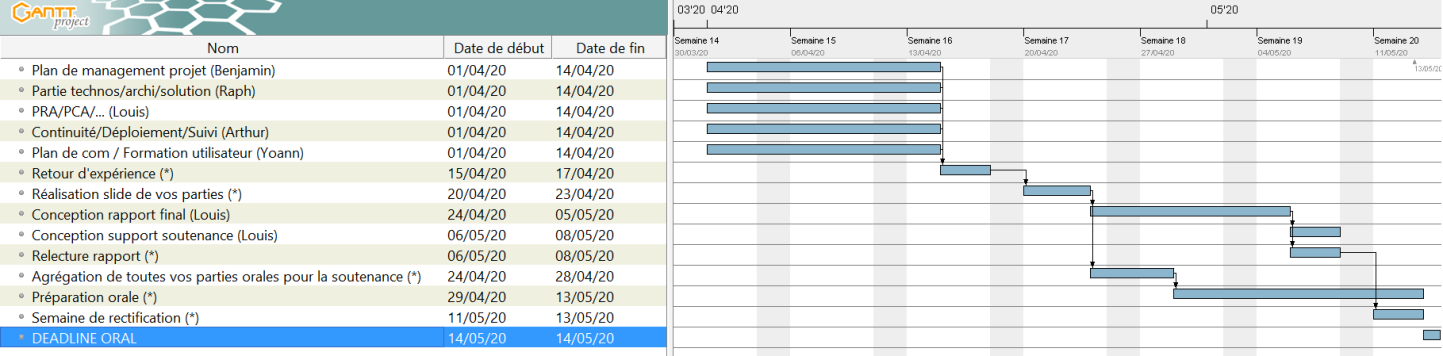 GANTT project
03'20 04'20 05'20
Nom Date de début Date de fin
Semaine 14 Semaine 15 Semaine 16 Semaine 17 Semaine 18 Semaine 19 Semaine 20
30/03/20 06/04/20 13/04/20 20/04/20 27/04/20 04/05/20 11/05/20
13/05/20
Plan de management projet (Benjamin) 01/04/20 14/04/20
Partie technos/archi/solution (Raph) 01/04/20 14/04/20
PRA/PCA/... (Louis) 01/04/20 14/04/20
Continuité/Déploiement/Suivi (Arthur) 01/04/20 14/04/20
Plan de com / Formation utilisateur (Yoann) 01/04/20 14/04/20
Retour d'expérience (*) 15/04/20 17/04/20
Réalisation slide de vos parties (*) 20/04/20 23/04/20
Conception rapport final (Louis) 24/04/20 05/05/20
Conception support soutenance (Louis) 06/05/20 08/05/20
Relecture rapport (*) 06/05/20 08/05/20
Agrégation de toutes vos parties orales pour la soutenance (*) 24/04/20 28/04/20
Préparation orale (*) 29/04/20 13/05/20
Semaine de rectification (*) 11/05/20 13/05/20
DEADLINE ORAL 14/05/20 14/05/20